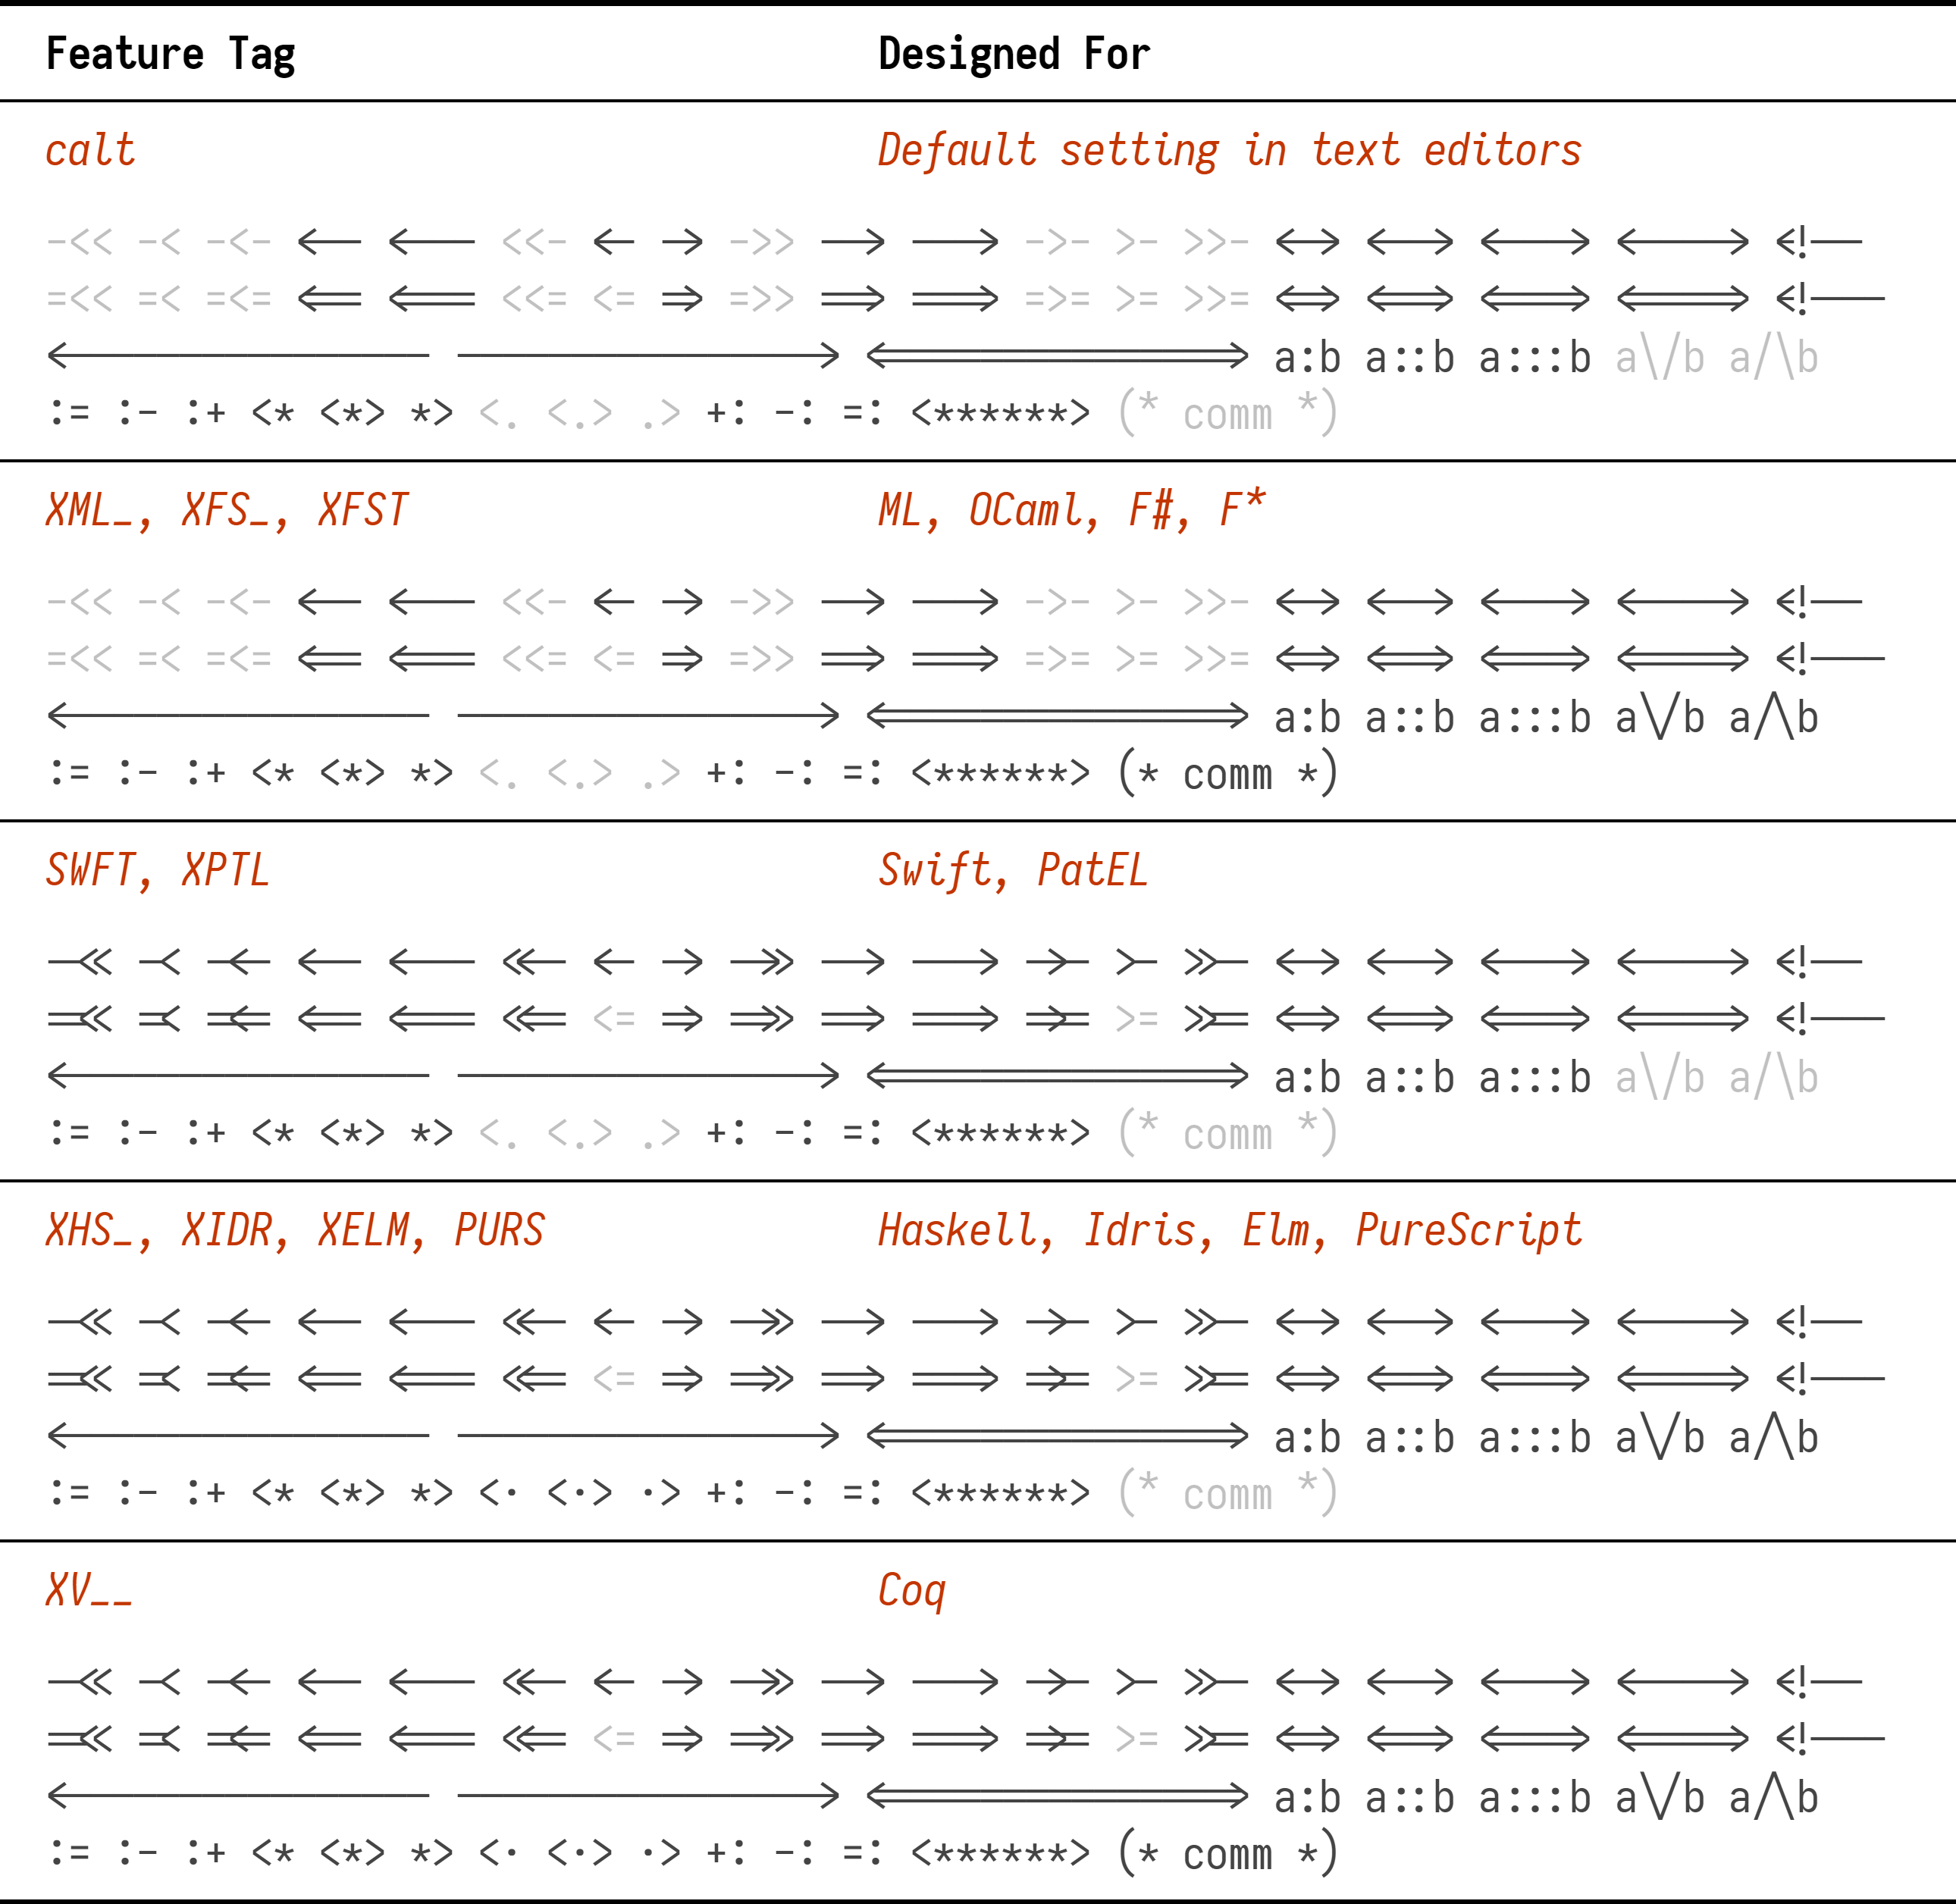 Feature Tag Designed For
calt Default setting in text editors
-<< -< -<- <-- <--- <<- <- -> ->> --> ---> ->- >- >>- <-> <--> <---> <----> <!--
=<< =< =<= <== <=== <<= <= => =>> ==> ===> =>= >= >>= <=> <==> <===> <====> <!---
<---------------- ----------------> <===============> a:b a::b a:::b a\/b a/\b
:= :- :+ <* <*> *> <. <.> .> +: -: =: <******> (* comm *)
XML_, XFS_, XFST ML, OCaml, F#, F*
-<< -< -<- <-- <--- <<- <- -> ->> --> ---> ->- >- >>- <-> <--> <---> <----> <!--
=<< =< =<= <== <=== <<= <= => =>> ==> ===> =>= >= >>= <=> <==> <===> <====> <!---
<---------------- ----------------> <===============> a:b a::b a:::b a\/b a/\b
:= :- :+ <* <*> *> <. <.> .> +: -: =: <******> (* comm *)
SWFT, XPTL Swift, PatEL
-<< -< -<- <-- <--- <<- <- -> ->> --> ---> ->- >- >>- <-> <--> <---> <----> <!--
=<< =< =<= <== <=== <<= <= => =>> ==> ===> =>= >= >>= <=> <==> <===> <====> <!---
<---------------- ----------------> <===============> a:b a::b a:::b a\/b a/\b
:= :- :+ <* <*> *> <. <.> .> +: -: =: <******> (* comm *)
XHS_, XIDR, XELM, PURS Haskell, Idris, Elm, PureScript
-<< -< -<- <-- <--- <<- <- -> ->> --> ---> ->- >- >>- <-> <--> <---> <----> <!--
=<< =< =<= <== <=== <<= <= => =>> ==> ===> =>= >= >>= <=> <==> <===> <====> <!---
<---------------- ----------------> <===============> a:b a::b a:::b a\/b a/\b
:= :- :+ <* <*> *> <· <·> ·> +: -: =: <******> (* comm *)
XV__ Coq
-<< -< -<- <-- <--- <<- <- -> ->> --> ---> ->- >- >>- <-> <--> <---> <----> <!--
=<< =< =<= <== <=== <<= <= => =>> ==> ===> =>= >= >>= <=> <==> <===> <====> <!---
<---------------- ----------------> <===============> a:b a::b a:::b a\/b a/\b
:= :- :+ <* <*> *> <· <·> ·> +: -: =: <******> (* comm *)